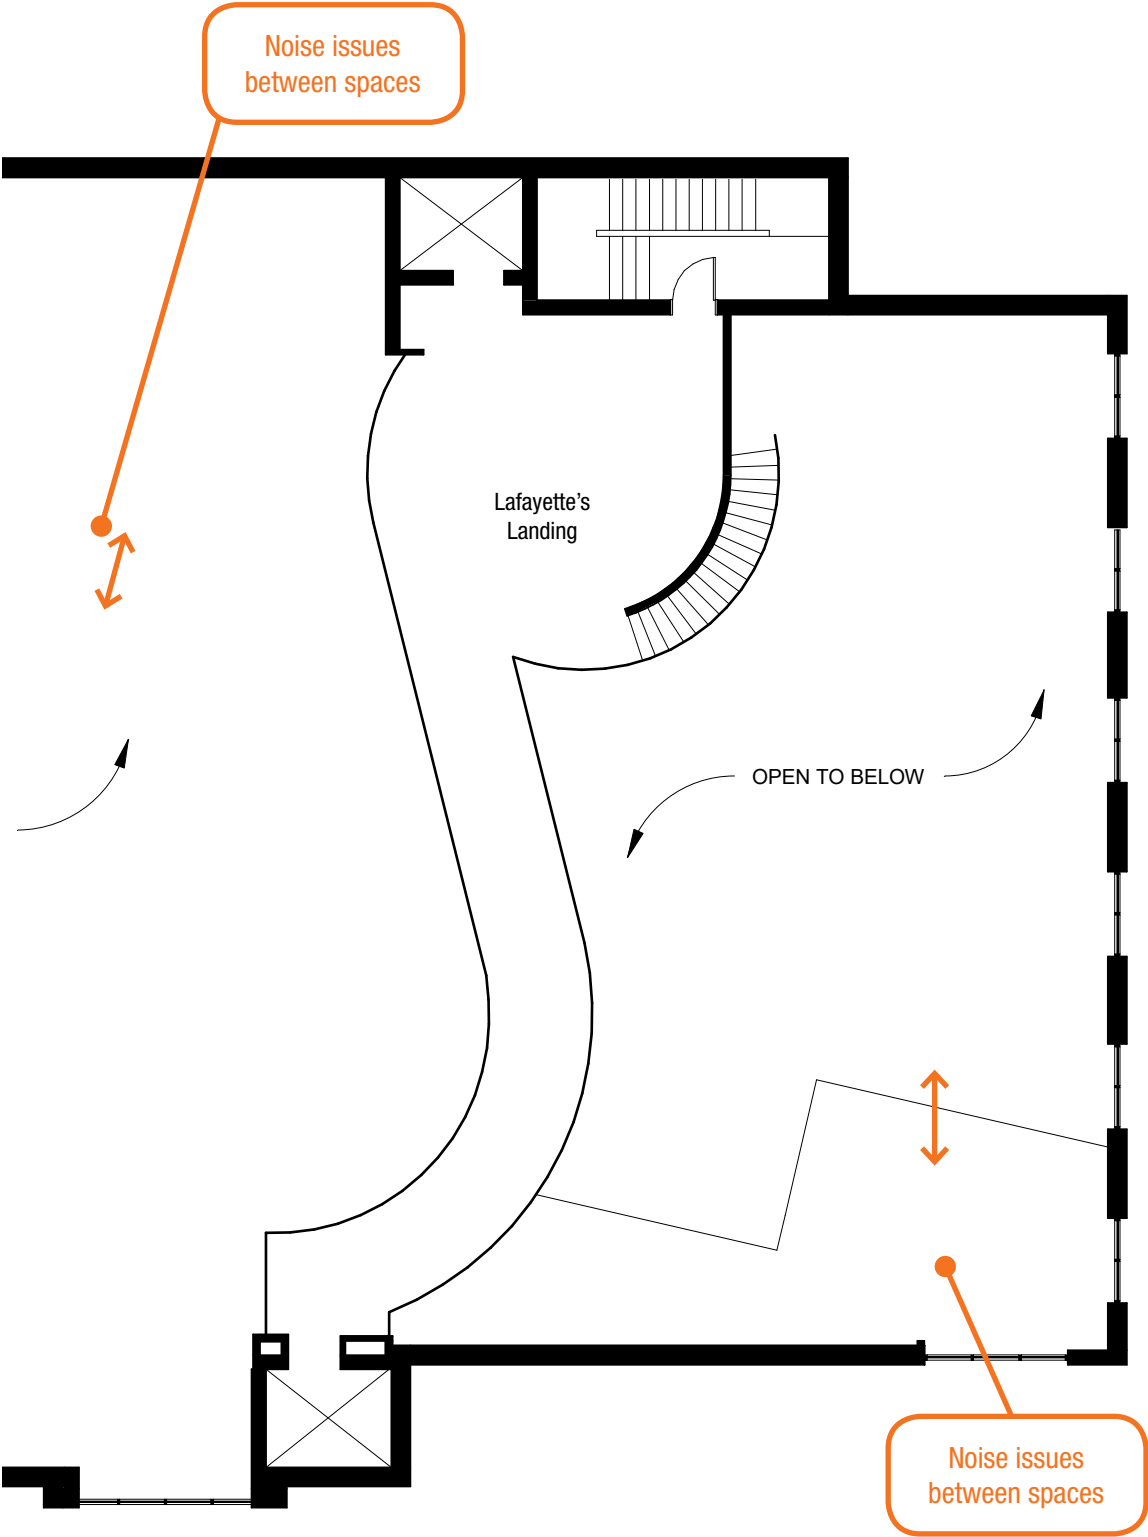 Noise issues
between spaces
Lafayette’s
Landing
OPEN TO BELOW
Noise issues
between spaces